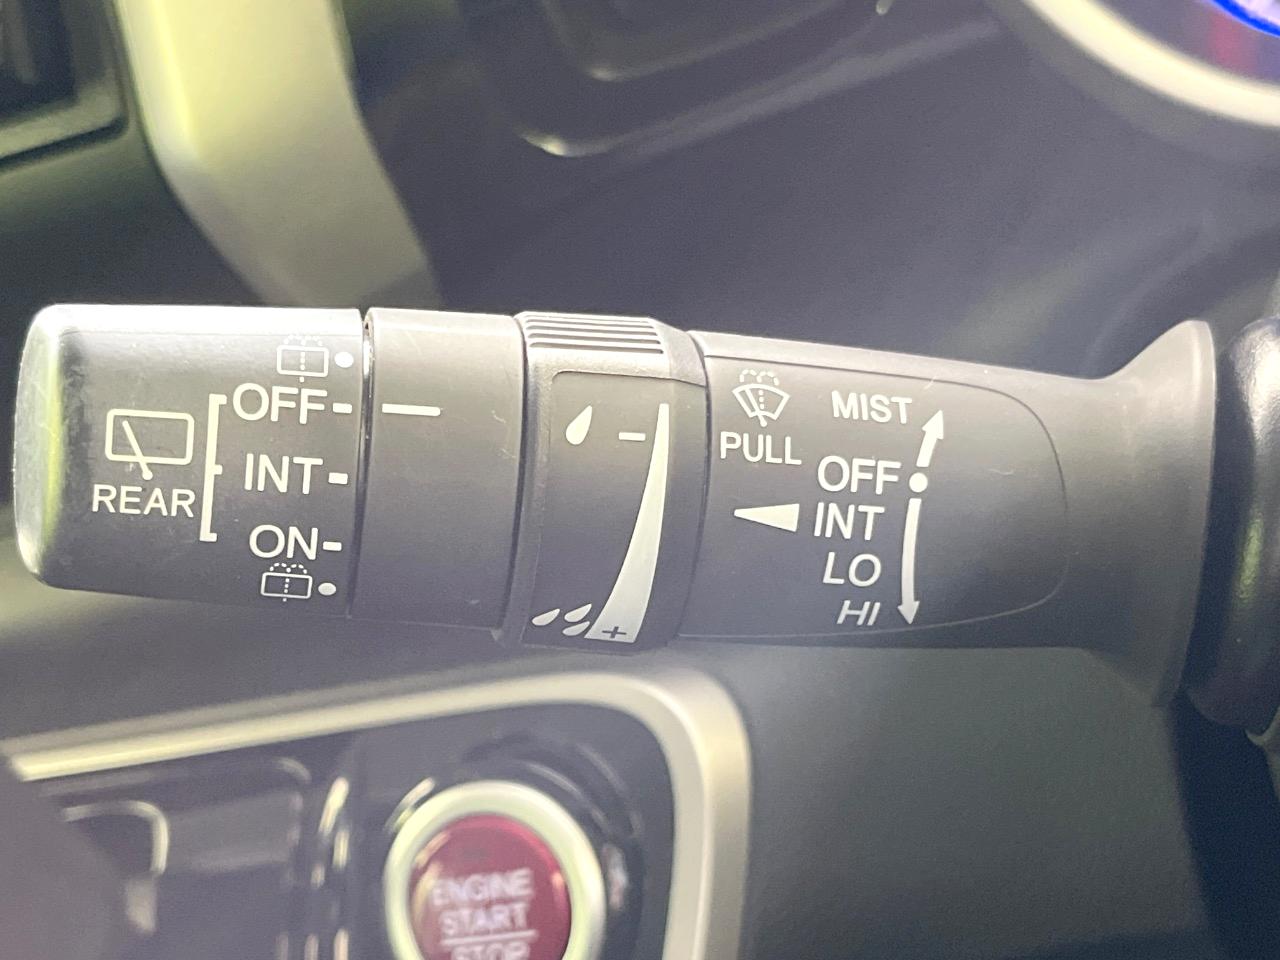 REAR
OFF
INT
ON
-
+
PULL
MIST
OFF
INT
LO
HI
ENGINE
START
STOP